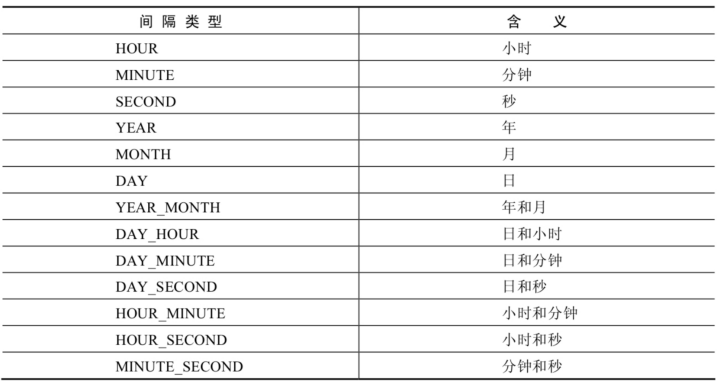 间隔类型 含义
HOUR 小时
MINUTE 分钟
SECOND 秒
YEAR 年
MONTH 月
DAY 日
YEAR_MONTH 年和月
DAY_HOUR 日和小时
DAY_MINUTE 日和分钟
DAY_SECOND 日和秒
HOUR_MINUTE 小时和分钟
HOUR_SECOND 小时和秒
MINUTE_SECOND 分钟和秒